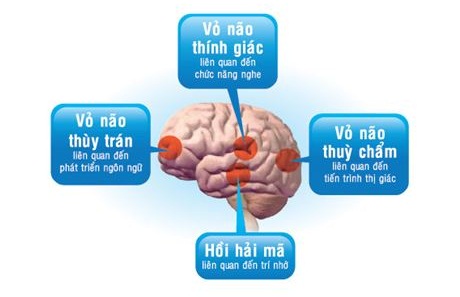 Vỏ não
thính giác
liên quan đến
chức năng nghe
Vỏ não
thùy trán
liên quan đến
phát triển ngôn ngữ
Vỏ não
thuỳ chẩm
liên quan đến
tiến trình thị giác
Hồi hải mã
liên quan đến trí nhớ